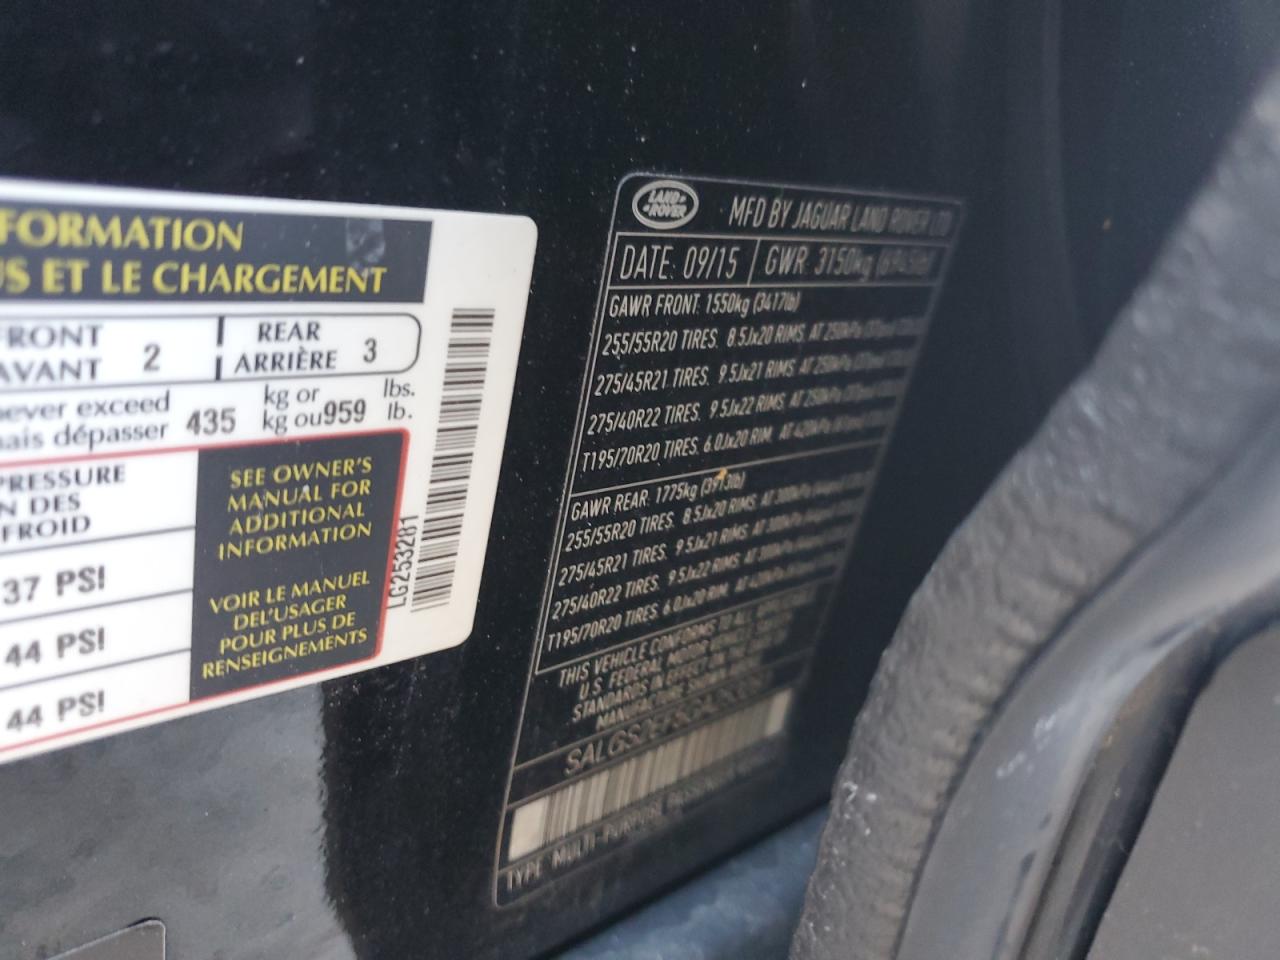 FORMATION
US ET LE CHARGEMENT
FRONT
AVANT 2
REAR
ARRIÈRE 3
never exceed
mais dépasser 435
kg or
kg ou 959
lbs.
lb.
PRESSURE
N DES
FROID
37 PSI
44 PSI
44 PSI
SEE OWNER'S
MANUAL FOR
ADDITIONAL
INFORMATION
VOIR LE MANUEL
DEL'USAGER
POUR PLUS DE
RENSEIGNEMENTS
LG253281
LAND
ROVER
MFD BY JAGUAR LAND ROVER LTD
DATE: 09/15 GWR 3150kg
GAWR FRONT: 1550kg (3417lb)
255/55R20 TIRES. 8.5Jx20 RIMS. AT 250kPa
275/45R21 TIRES. 9.5Jx21 RIMS. AT 250kPa
275/40R22 TIRES. 9.5Jx22 RIMS. AT 250kPa
T195/70R20 TIRES. 6.0Jx20 RIM. AT 420kPa
GAWR REAR: 1775kg (3913lb)
255/55R20 TIRES. 8.5Jx20 RIMS. AT 300kPa
275/45R21 TIRES. 9.5Jx21 RIMS. AT 300kPa
275/40R22 TIRES. 9.5Jx22 RIMS. AT 300kPa
T195/70R20 TIRES. 6.0Jx20 RIM. AT 420kPa
THIS VEHICLE CONFORMS TO ALL APPLICABLE
U.S. FEDERAL MOTOR VEHICLE
STANDARDS IN EFFECT ON THE DATE OF
MANUFACTURE SHOWN
TYPE MULTI-PURPOSE PASSENGER